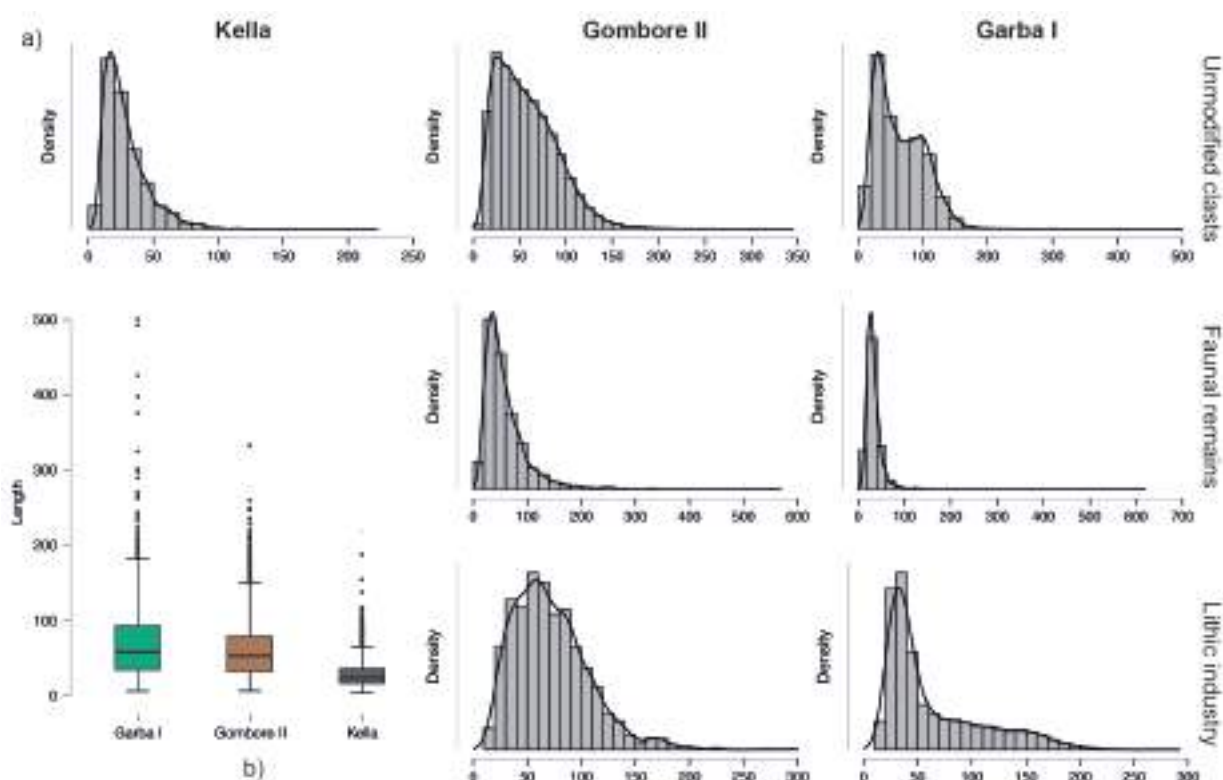 a)
Kella
Gombore II
Garba I
Density
Density
Density
Unmodified clasts
0 50 100 150 200 250
0 50 100 150 200 250 300 350
0 100 200 300 400 500
Density
Density
Faunal remains
0 100 200 300 400 500 600
0 100 200 300 400 500 600 700
Length
500
400
300
200
100
0
Garba I
Gombore II
Kella
b)
Density
Density
Lithic industry
0 50 100 150 200 250 300
0 50 100 150 200 250 300